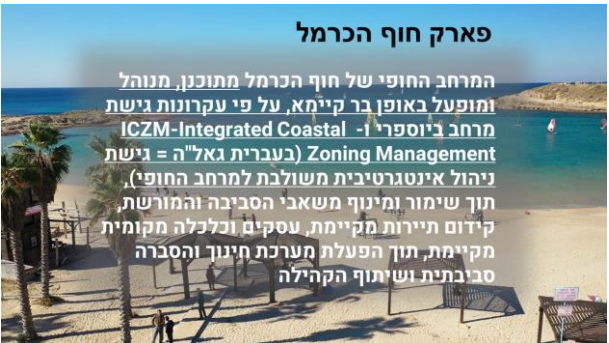 פארק חוף הכרמל
המרחב החופי של חוף הכרמל מתוכנן, מנוהל
ומופעל באופן בר קיימא, על פי עקרונות גישת
מרחב ביוספרי ו- ICZM-Integrated Coastal
Zoning Management (בעברית גאל"ה = גישת
ניהול אינטגרטיבית משולבת למרחב החופי),
תוך שימור ומינוף משאבי הסביבה והמורשת,
קידום תיירות מקיימת, עסקים וכלכלה מקומית
מקיימת, תוך הפעלת מערכת חינוך והסברה
סביבתית ושיתוף הקהילה